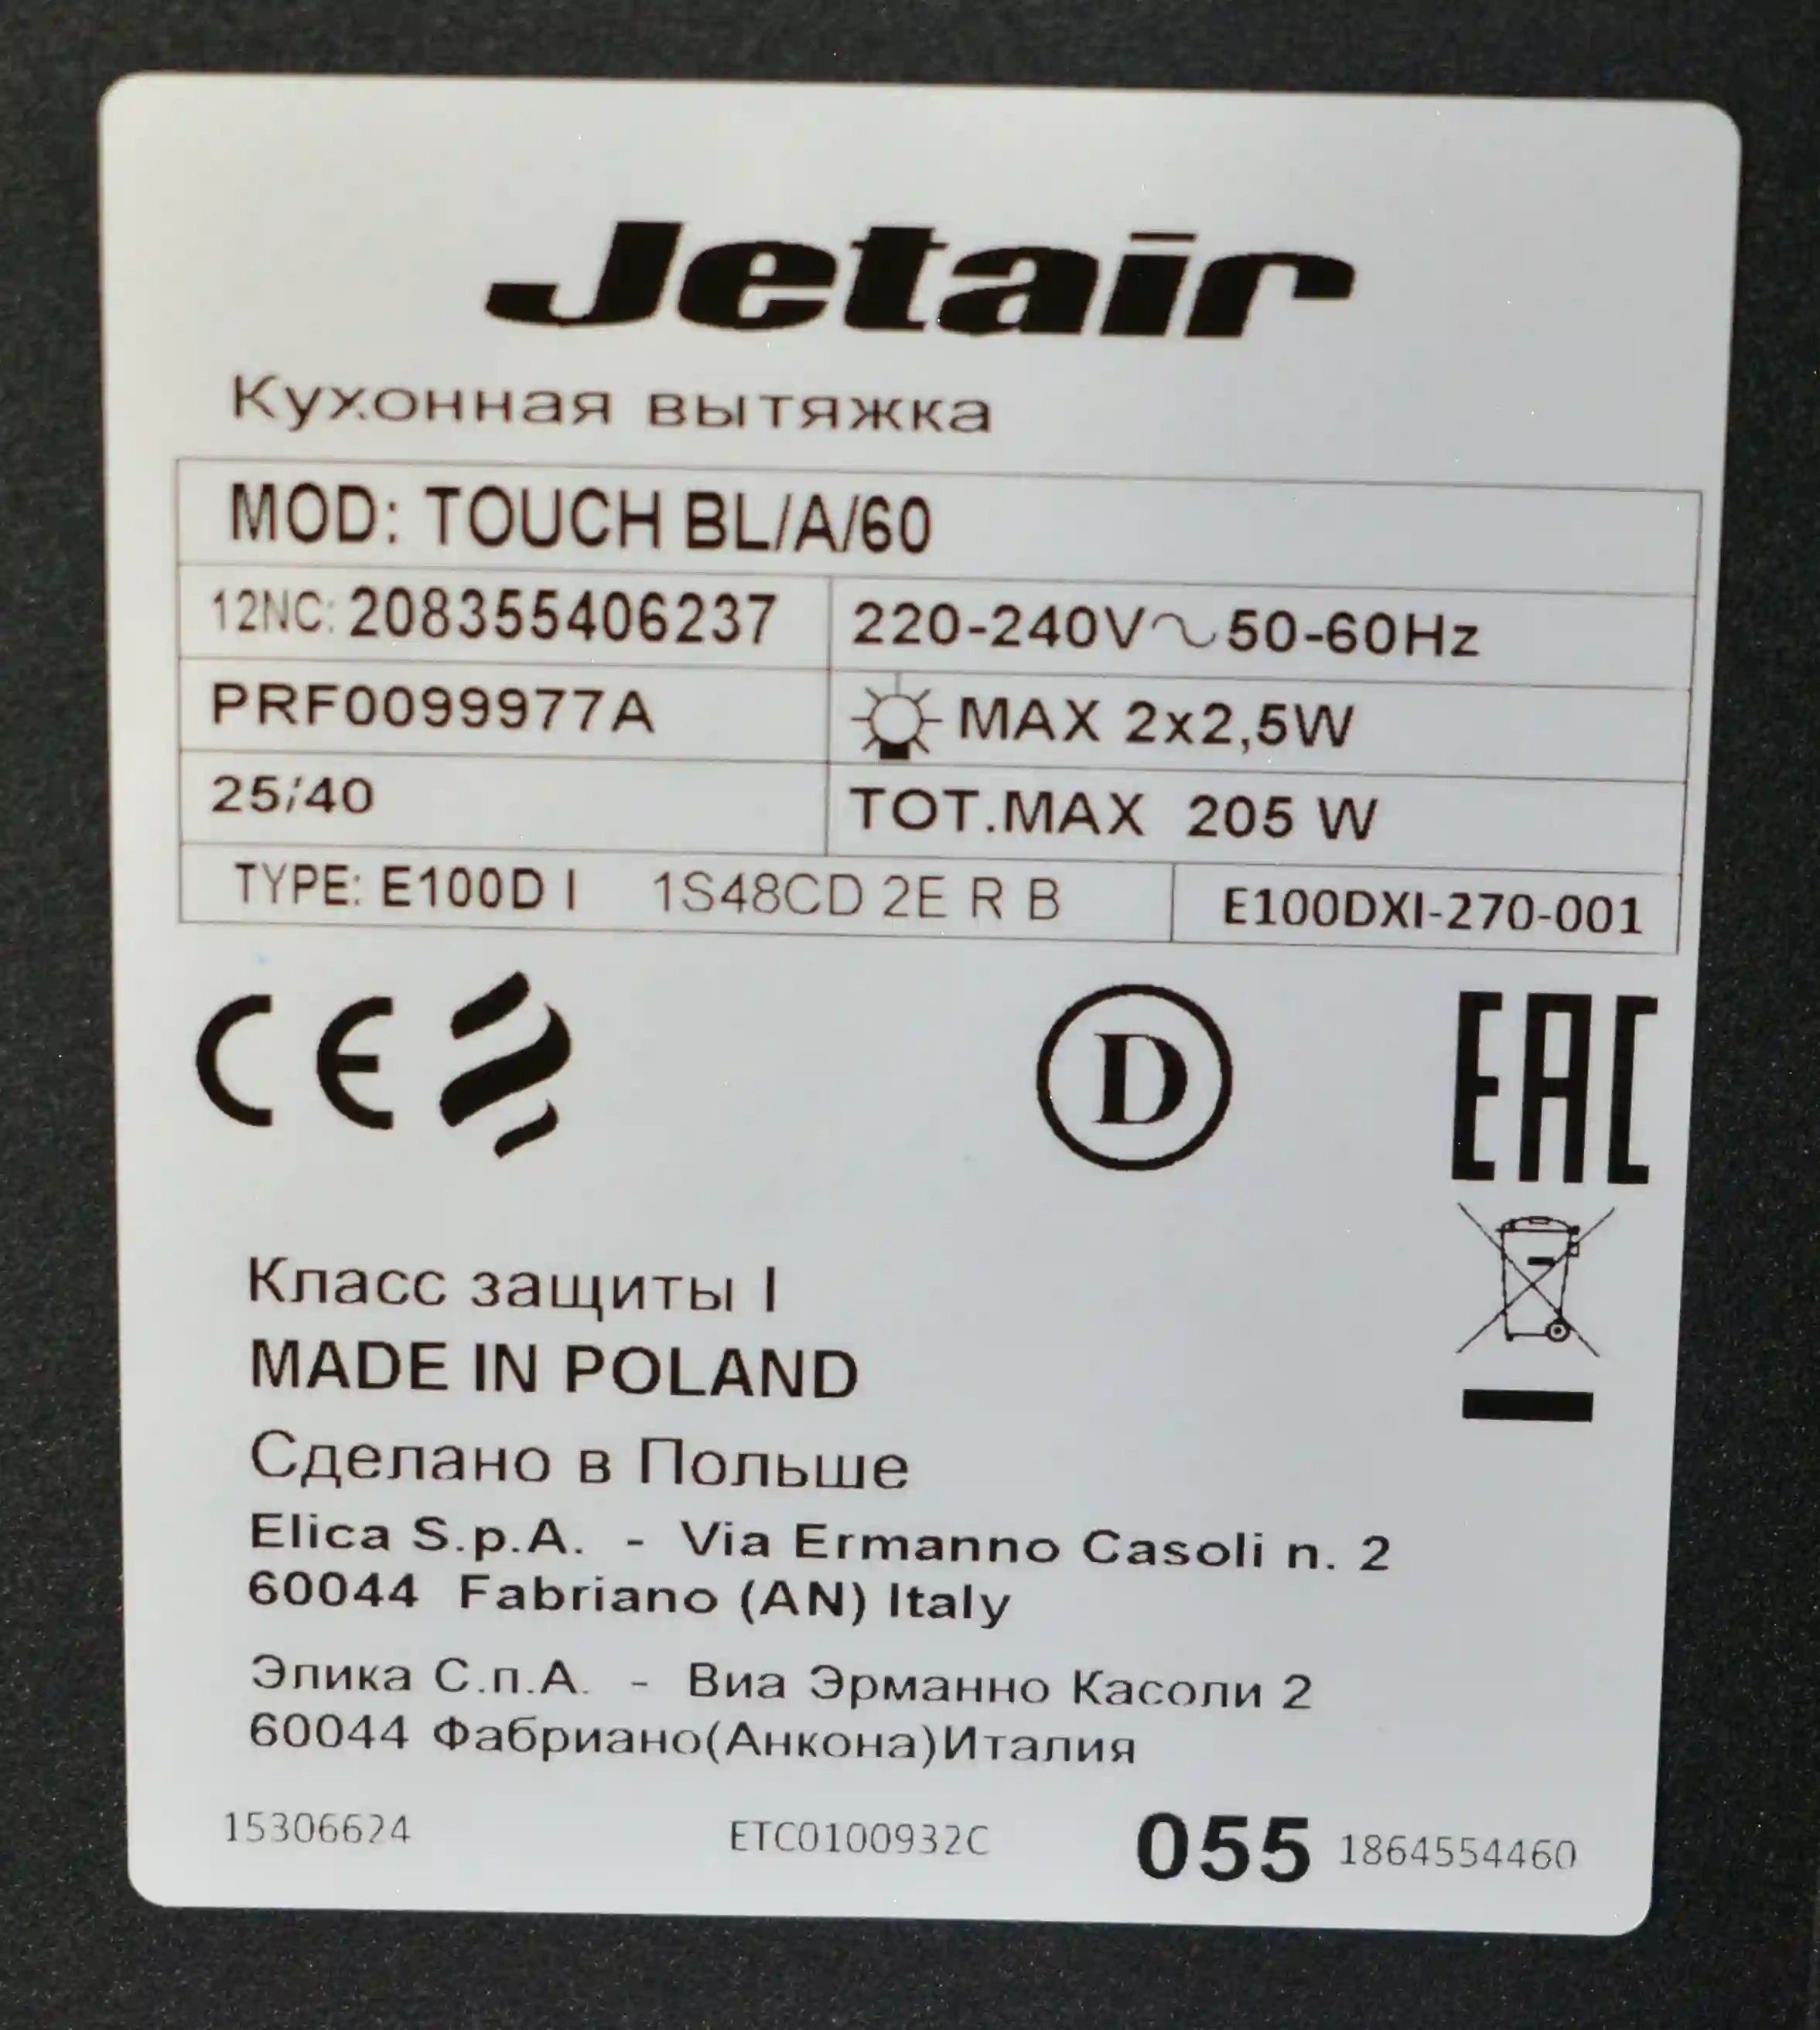 Jetair
Кухонная вытяжка
MOD: TOUCH BL/A/60
12NC: 208355406237 220-240V~50-60Hz
PRF0099977A MAX 2x2,5W
25/40 TOT.MAX 205 W
TYPE: E100D I 1S48CD 2E R B E100DXI-270-001
CE D EAC
Класс защиты I
MADE IN POLAND
Сделано в Польше
Elica S.p.A. - Via Ermanno Casoli n. 2
60044 Fabriano (AN) Italy
Элика С.п.А. - Виа Эрманно Касоли 2
60044 Фабриано(Анкона)Италия
15306624 ETC0100932C 055 1864554460